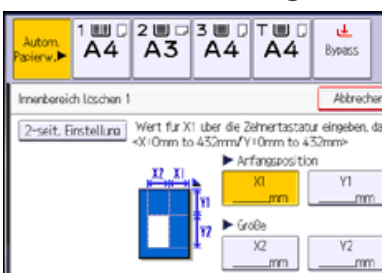 Autom. Papierw.▶
1 A4
2 A3
3 A4
T A4
Bypass
Innenbereich löschen 1
Abbrechen
2-seit. Einstellung
Wert für X1 über die Zehnertastatur eingeben, da
<X:0mm to 432mm/Y:0mm to 432mm>
▶ Anfangsposition
X2 X1
X1 mm
Y1 mm
Y1
Y2
▶ Größe
X2 mm
Y2 mm